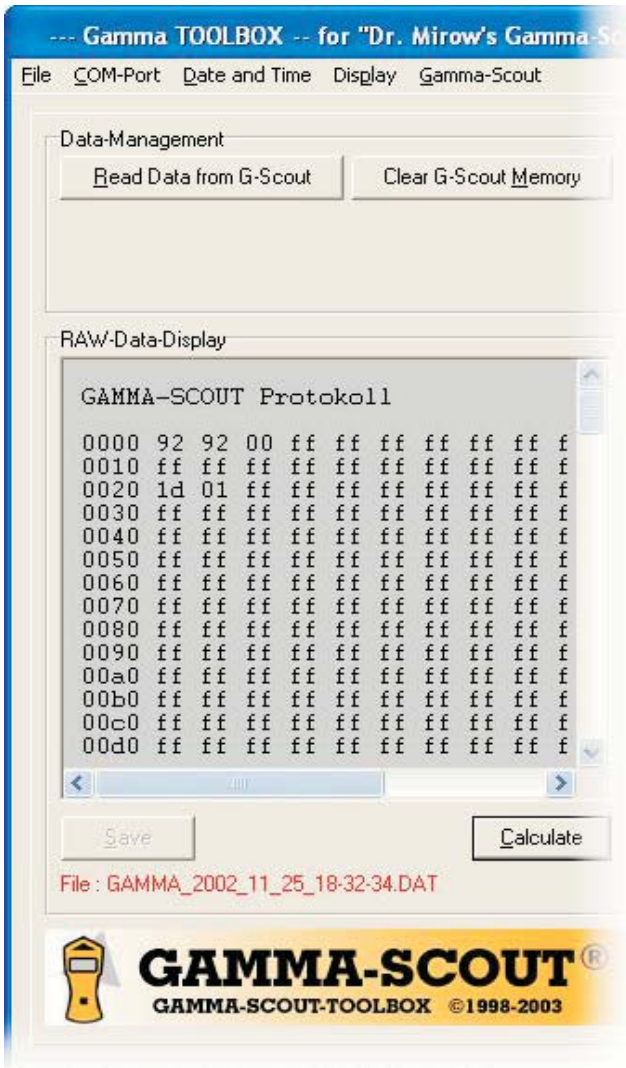 --- Gamma TOOLBOX -- for "Dr. Mirow's Gamma-Sc
File COM-Port Date and Time Display Gamma-Scout
Data-Management
Read Data from G-Scout Clear G-Scout Memory
RAW-Data-Display
GAMMA-SCOUT Protokoll
0000 92 92 00 ff ff ff ff ff ff f
0010 ff ff ff ff ff ff ff ff ff f
0020 1d 01 ff ff ff ff ff ff ff f
0030 ff ff ff ff ff ff ff ff ff f
0040 ff ff ff ff ff ff ff ff ff f
0050 ff ff ff ff ff ff ff ff ff f
0060 ff ff ff ff ff ff ff ff ff f
0070 ff ff ff ff ff ff ff ff ff f
0080 ff ff ff ff ff ff ff ff ff f
0090 ff ff ff ff ff ff ff ff ff f
00a0 ff ff ff ff ff ff ff ff ff f
00b0 ff ff ff ff ff ff ff ff ff f
00c0 ff ff ff ff ff ff ff ff ff f
00d0 ff ff ff ff ff ff ff ff ff f
Save Calculate
File : GAMMA_2002_11_25_18-32-34.DAT
GAMMA-SCOUT®
GAMMA-SCOUT-TOOLBOX ©1998-2003